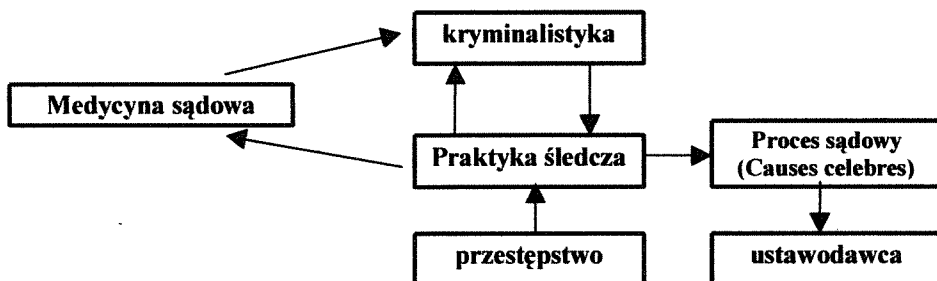 kryminalistyka
Medycyna sądowa
Praktyka śledcza
Proces sądowy
(Causes celebres)
przestępstwo
ustawodawca